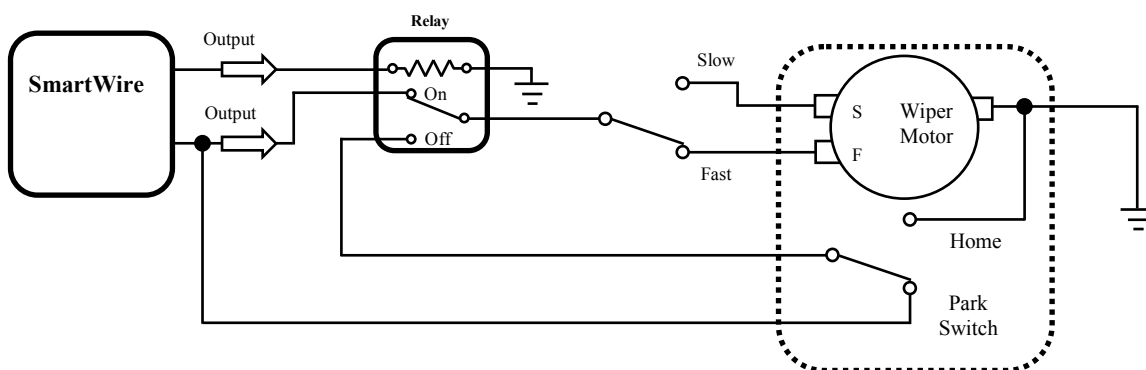 Relay
Output
SmartWire
On
Output
Off
Slow
Fast
S
Wiper
Motor
F
Home
Park
Switch